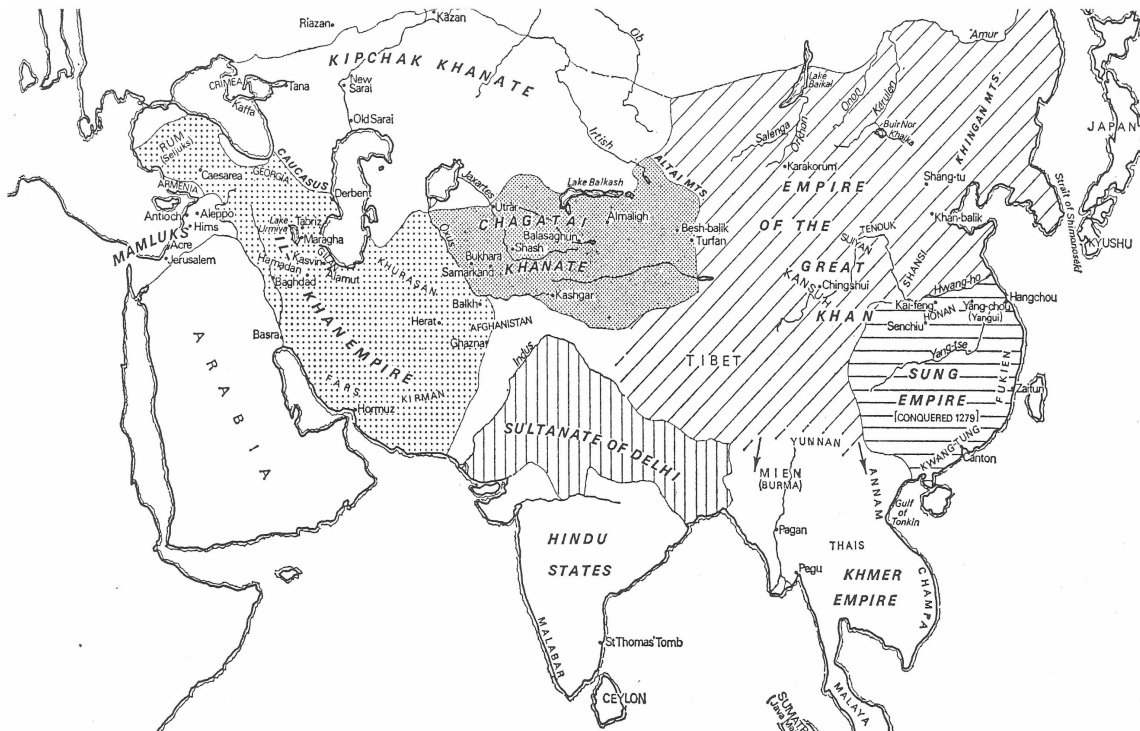 Riazan
Kazan
KIPCHAK KHANATE
Ob
Amur
CRIMEA
Tana
Kaffa
New
Sarai
Old Sarai
Irtish
Lake
Baikal
Onon
Kerulen
Buir Nor
Khalka
KHINGAN MTS.
JAPAN
RUM
(Seljuks)
Caesarea
GEORGIA
CAUCASUS
ARMENIA
Derbent
Antioch
Aleppo
Hims
MAMLUKS
Acre
Jerusalem
Lake
Urmiya
Tabriz
Maragha
GILAN
Kasvin
Hamadan
Alamut
Baghdad
IL-KHAN EMPIRE
KHURASAN
Basra
FARS
KIRMAN
Hormuz
Herat
AFGHANISTAN
Balkh
Ghaznar
ARABIA
Jaxartes
Oxus
Utrar
Lake Balkash
CHAGATAI
KHANATE
Balasaghun
Shash
Bukhara
Samarkand
Kashgar
Almaligh
ALTAI MTS
Besh-balik
Turfan
Salenga
Orkhon
Karakorum
EMPIRE
OF THE
GREAT
KHAN
Shang-tu
Khan-balik
TENDUK
SUIYAN
SHANSI
KANSUH
Chingshui
Hwang-ho
Kai-feng
HONAN
Yang-chou
(Yangui)
Hangchou
Senchiu
Yang-tse
Strait of Shimonoseki
KYUSHU
TIBET
SUNG
EMPIRE
[CONQUERED 1279]
FUKIEN
Zaitun
KWANG-TUNG
Canton
Indus
SULTANATE OF DELHI
YUNNAN
MIEN
(BURMA)
ANNAM
Gulf
of
Tonkin
HINDU
STATES
Pagan
Pegu
THAIS
KHMER
EMPIRE
CHAMPA
MALABAR
St Thomas' Tomb
CEYLON
MALAYA